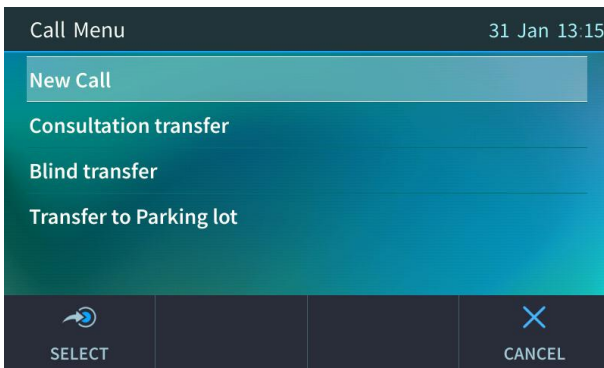 Call Menu 31 Jan 13:15
New Call
Consultation transfer
Blind transfer
Transfer to Parking lot
SELECT CANCEL